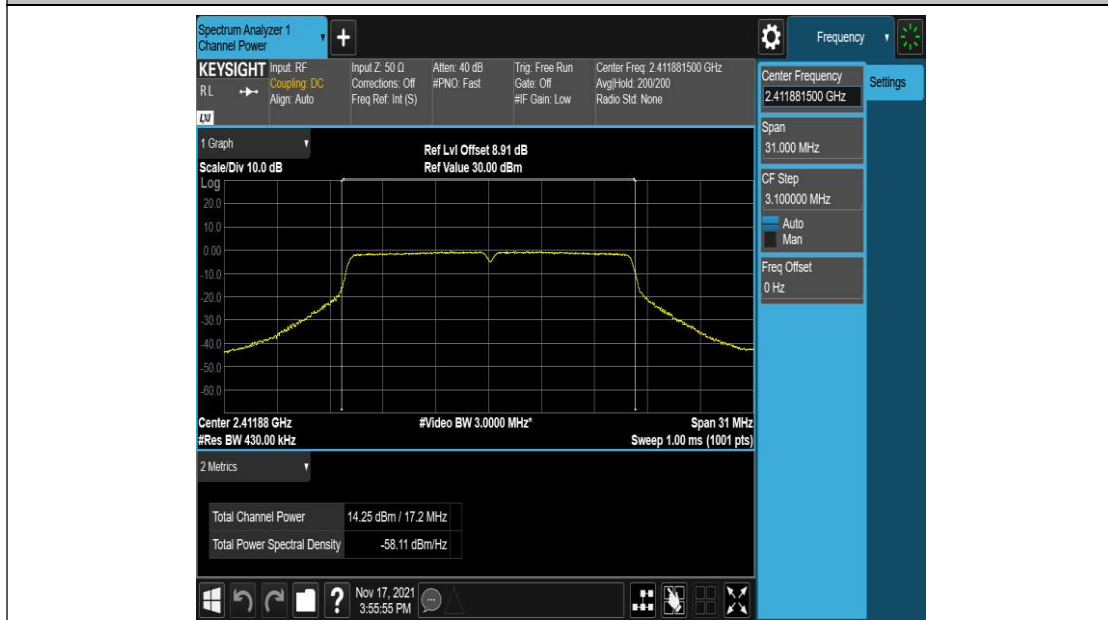 Spectrum Analyzer 1
Channel Power
+
Frequency
KEYSIGHT
RL
LXI
Input: RF
Coupling: DC
Align: Auto
Input Z: 50 Ω
Corrections: Off
Freq Ref: Int (S)
Atten: 40 dB
#PNO: Fast
Trig: Free Run
Gate: Off
#IF Gain: Low
Center Freq: 2.411881500 GHz
Avg|Hold: 200/200
Radio Std: None
1 Graph
Scale/Div 10.0 dB
Ref Lvl Offset 8.91 dB
Ref Value 30.00 dBm
Log
20.0
10.0
0.00
-10.0
-20.0
-30.0
-40.0
-50.0
-60.0
Center 2.41188 GHz
#Video BW 3.0000 MHz*
Span 31 MHz
#Res BW 430.00 kHz
Sweep 1.00 ms (1001 pts)
2 Metrics
Total Channel Power 14.25 dBm / 17.2 MHz
Total Power Spectral Density -58.11 dBm/Hz
?
Nov 17, 2021
3:55:55 PM
Center Frequency
2.411881500 GHz
Settings
Span
31.000 MHz
CF Step
3.100000 MHz
Auto
Man
Freq Offset
0 Hz